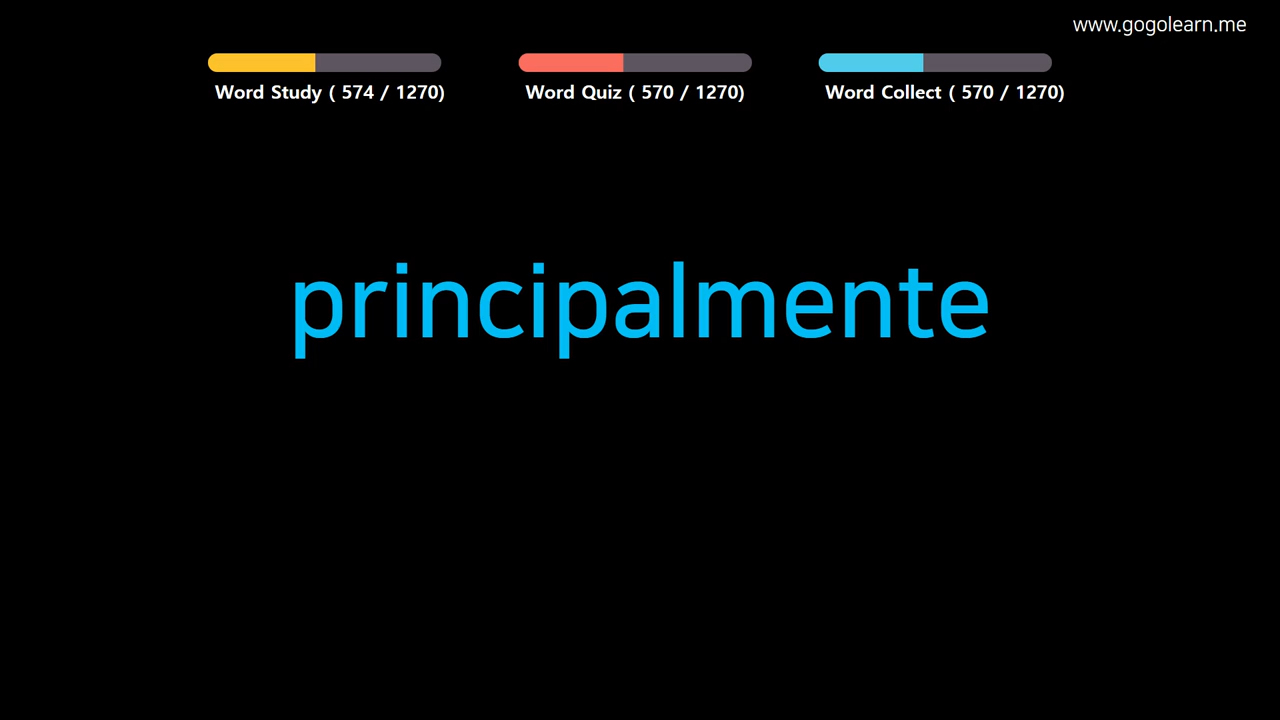 www.gogolearn.me
Word Study ( 574 / 1270)
Word Quiz ( 570 / 1270)
Word Collect ( 570 / 1270)
principalmente